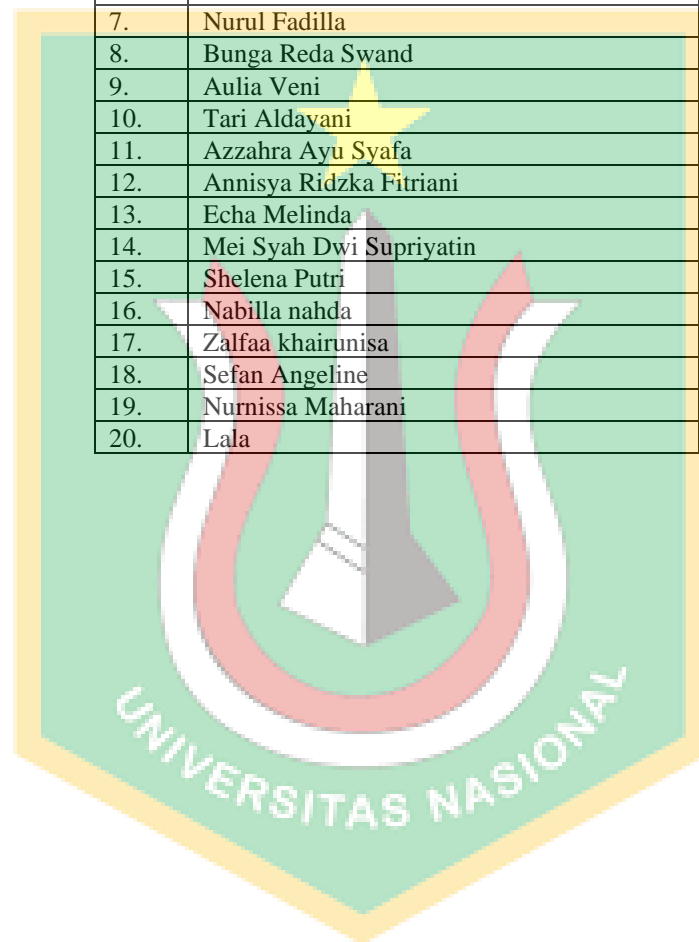 7. Nurul Fadilla
8. Bunga Reda Swand
9. Aulia Veni
10. Tari Aldayani
11. Azzahra Ayu Syafa
12. Annisya Ridzka Fitriani
13. Echa Melinda
14. Mei Syah Dwi Supriyatin
15. Shelena Putri
16. Nabilla nahda
17. Zalfaa khairunisa
18. Sefan Angeline
19. Nurnissa Maharani
20. Lala
UNIVERSITAS NASIONAL